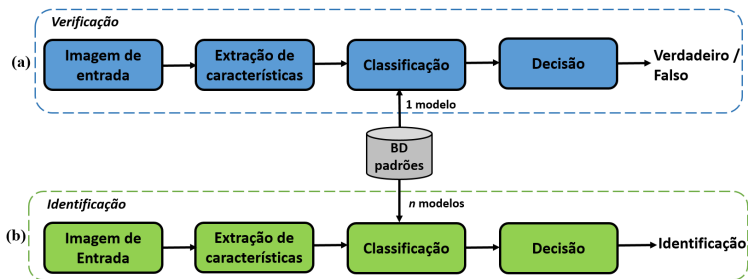 Verificação
(a)
Imagem de
entrada
Extração de
características
Classificação
Decisão
Verdadeiro /
Falso
1 modelo
BD
padrões
n modelos
Identificação
(b)
Imagem de
Entrada
Extração de
características
Classificação
Decisão
Identificação